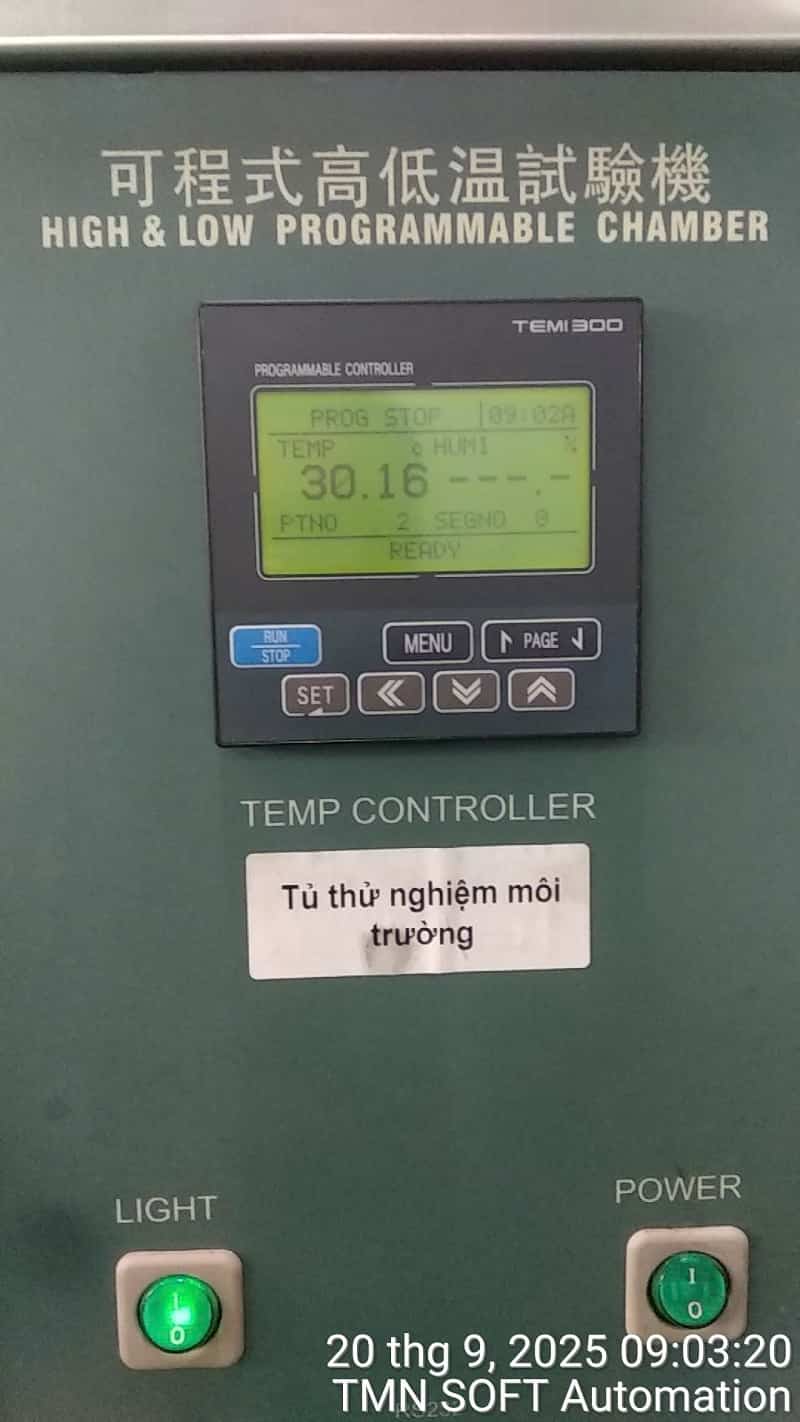 可程式高低温試驗機
HIGH & LOW PROGRAMMABLE CHAMBER
TEMI300
PROGRAMMABLE CONTROLLER
PROG STOP 09:02A
TEMP °C HUMI %
30.16 ---.-
PTNO 2 SEGNO 0
READY
RUN
STOP
MENU
PAGE
SET
TEMP CONTROLLER
Tủ thử nghiệm môi
trường
LIGHT
POWER
I
0
I
0
20 thg 9, 2025 09:03:20
TMN SOFT Automation